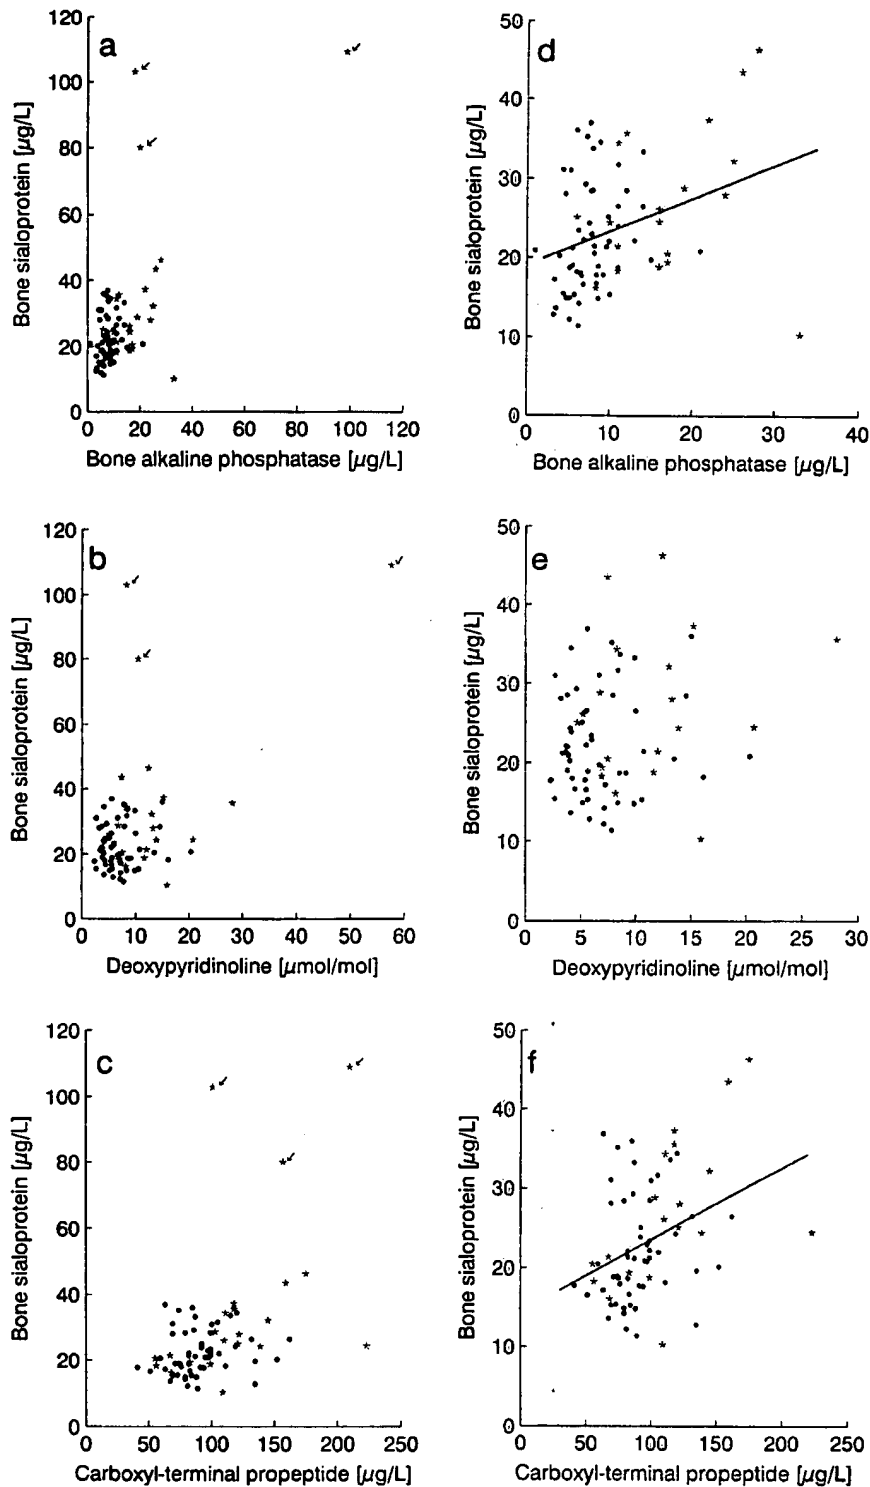 a
Bone sialoprotein [µg/L]
120
100
80
60
40
20
0
0 20 40 60 80 100 120
Bone alkaline phosphatase [µg/L]
d
Bone sialoprotein [µg/L]
50
40
30
20
10
0
0 10 20 30 40
Bone alkaline phosphatase [µg/L]
b
Bone sialoprotein [µg/L]
120
100
80
60
40
20
0
0 10 20 30 40 50 60
Deoxypyridinoline [µmol/mol]
e
Bone sialoprotein [µg/L]
50
40
30
20
10
0
0 5 10 15 20 25 30
Deoxypyridinoline [µmol/mol]
c
Bone sialoprotein [µg/L]
120
100
80
60
40
20
0
0 50 100 150 200 250
Carboxyl-terminal propeptide [µg/L]
f
Bone sialoprotein [µg/L]
50
40
30
20
10
0
0 50 100 150 200 250
Carboxyl-terminal propeptide [µg/L]